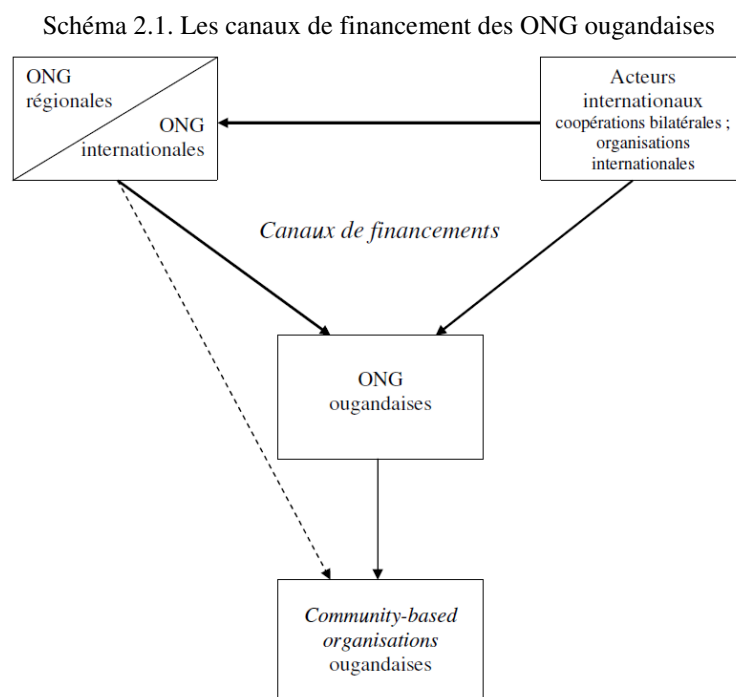 Schéma 2.1. Les canaux de financement des ONG ougandaises
ONG
régionales
ONG
internationales
Acteurs
internationaux
coopérations bilatérales ;
organisations
internationales
Canaux de financements
ONG
ougandaises
Community-based
organisations
ougandaises